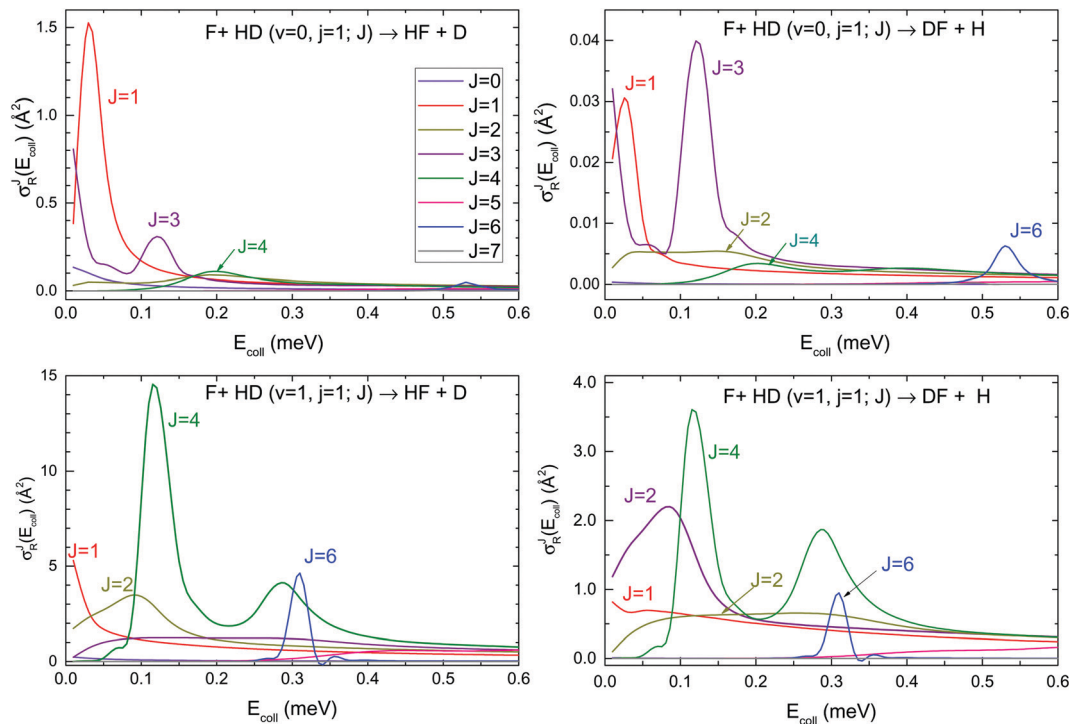 F+ HD (v=0, j=1; J) → HF + D
J=1
J=3
J=4
J=0
J=1
J=2
J=3
J=4
J=5
J=6
J=7
σ_R^J(E_coll) (Å²)
1.5
1.0
0.5
0.0
0.0 0.1 0.2 0.3 0.4 0.5 0.6
E_coll (meV)
F+ HD (v=0, j=1; J) → DF + H
J=1
J=3
J=2
J=4
J=6
σ_R^J(E_coll) (Å²)
0.04
0.03
0.02
0.01
0.00
0.0 0.1 0.2 0.3 0.4 0.5 0.6
E_coll (meV)
F+ HD (v=1, j=1; J) → HF + D
J=4
J=1
J=2
J=6
σ_R^J(E_coll) (Å²)
15
10
5
0
0.0 0.1 0.2 0.3 0.4 0.5 0.6
E_coll (meV)
F+ HD (v=1, j=1; J) → DF + H
J=4
J=2
J=1
J=2
J=6
σ_R^J(E_coll) (Å²)
4.0
3.0
2.0
1.0
0.0
0.0 0.1 0.2 0.3 0.4 0.5 0.6
E_coll (meV)